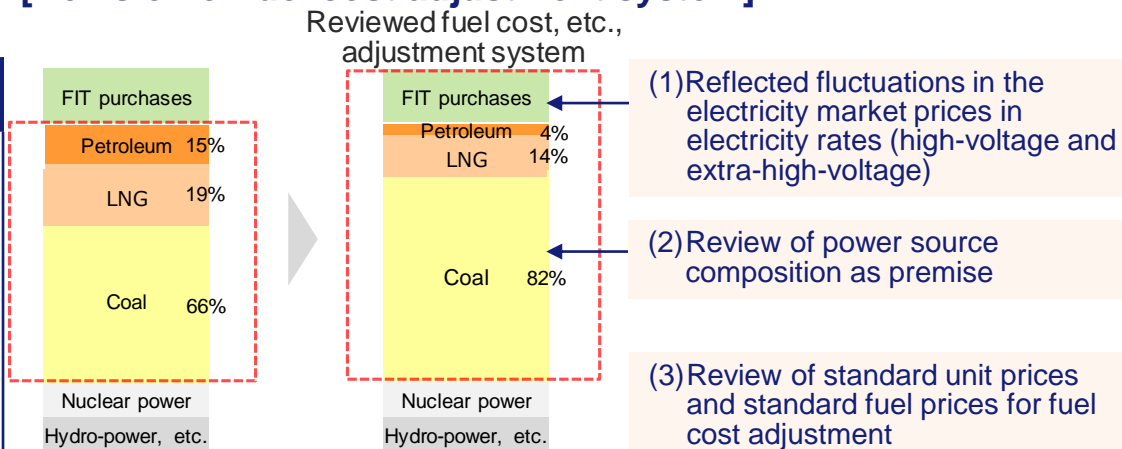 Reviewed fuel cost, etc.,
adjustment system
FIT purchases
Petroleum 15%
LNG 19%
Coal 66%
Nuclear power
Hydro-power, etc.
FIT purchases
Petroleum 4%
LNG 14%
Coal 82%
Nuclear power
Hydro-power, etc.
(1)Reflected fluctuations in the
electricity market prices in
electricity rates (high-voltage and
extra-high-voltage)
(2)Review of power source
composition as premise
(3)Review of standard unit prices
and standard fuel prices for fuel
cost adjustment